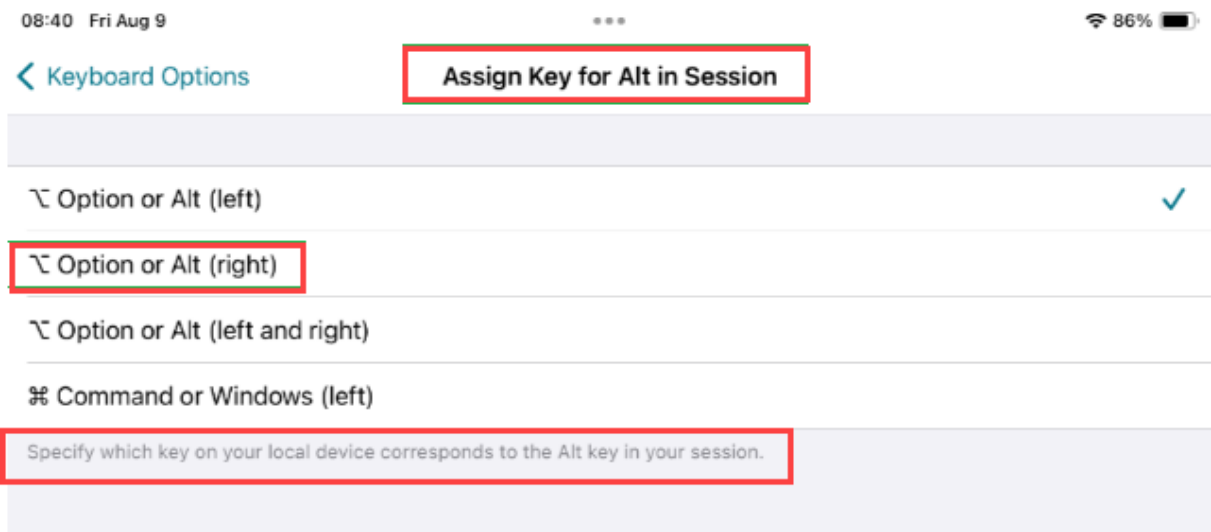 08:40 Fri Aug 9
86%
Keyboard Options
Assign Key for Alt in Session
⌥ Option or Alt (left)
⌥ Option or Alt (right)
⌥ Option or Alt (left and right)
⌘ Command or Windows (left)
Specify which key on your local device corresponds to the Alt key in your session.